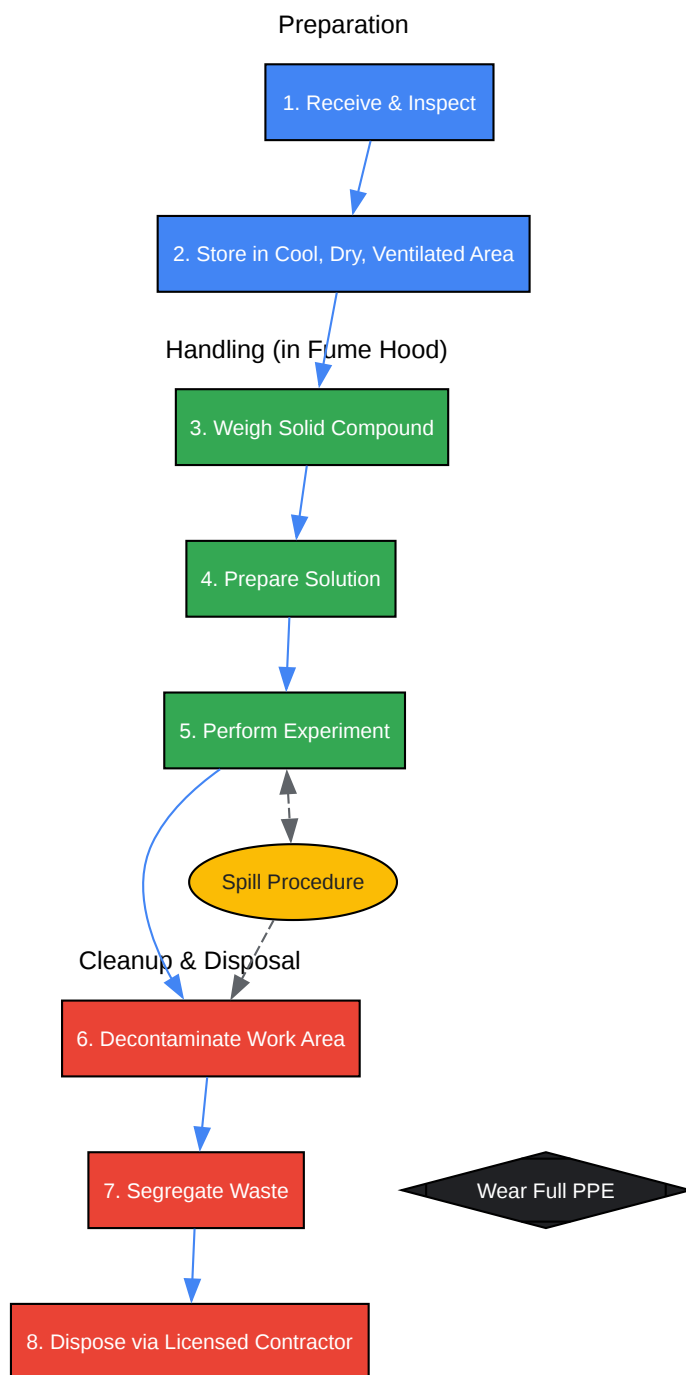 Preparation
1. Receive & Inspect
2. Store in Cool, Dry, Ventilated Area
Handling (in Fume Hood)
3. Weigh Solid Compound
4. Prepare Solution
5. Perform Experiment
Spill Procedure
Cleanup & Disposal
6. Decontaminate Work Area
7. Segregate Waste
Wear Full PPE
8. Dispose via Licensed Contractor